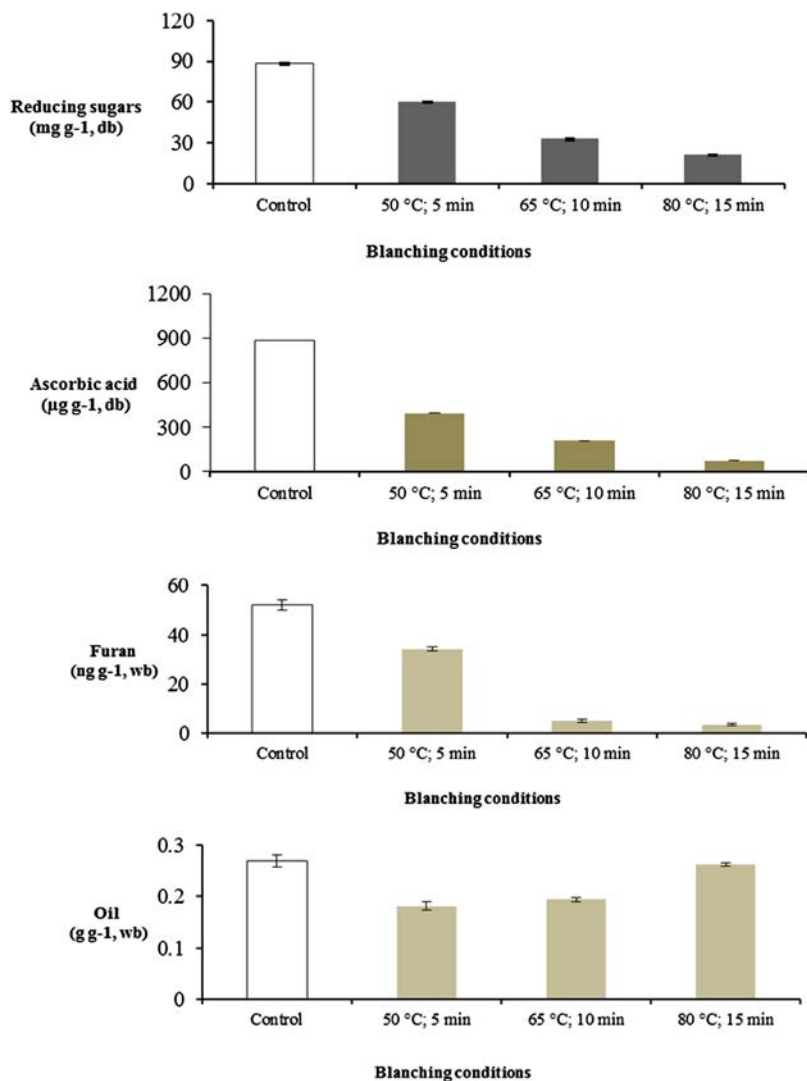 120
90
60
30
0
Reducing sugars
(mg g-1, db)
Control 50 °C; 5 min 65 °C; 10 min 80 °C; 15 min
Blanching conditions
1200
900
600
300
0
Ascorbic acid
(µg g-1, db)
Control 50 °C; 5 min 65 °C; 10 min 80 °C; 15 min
Blanching conditions
60
40
20
0
Furan
(ng g-1, wb)
Control 50 °C; 5 min 65 °C; 10 min 80 °C; 15 min
Blanching conditions
0.3
0.2
0.1
0
Oil
(g g-1, wb)
Control 50 °C; 5 min 65 °C; 10 min 80 °C; 15 min
Blanching conditions